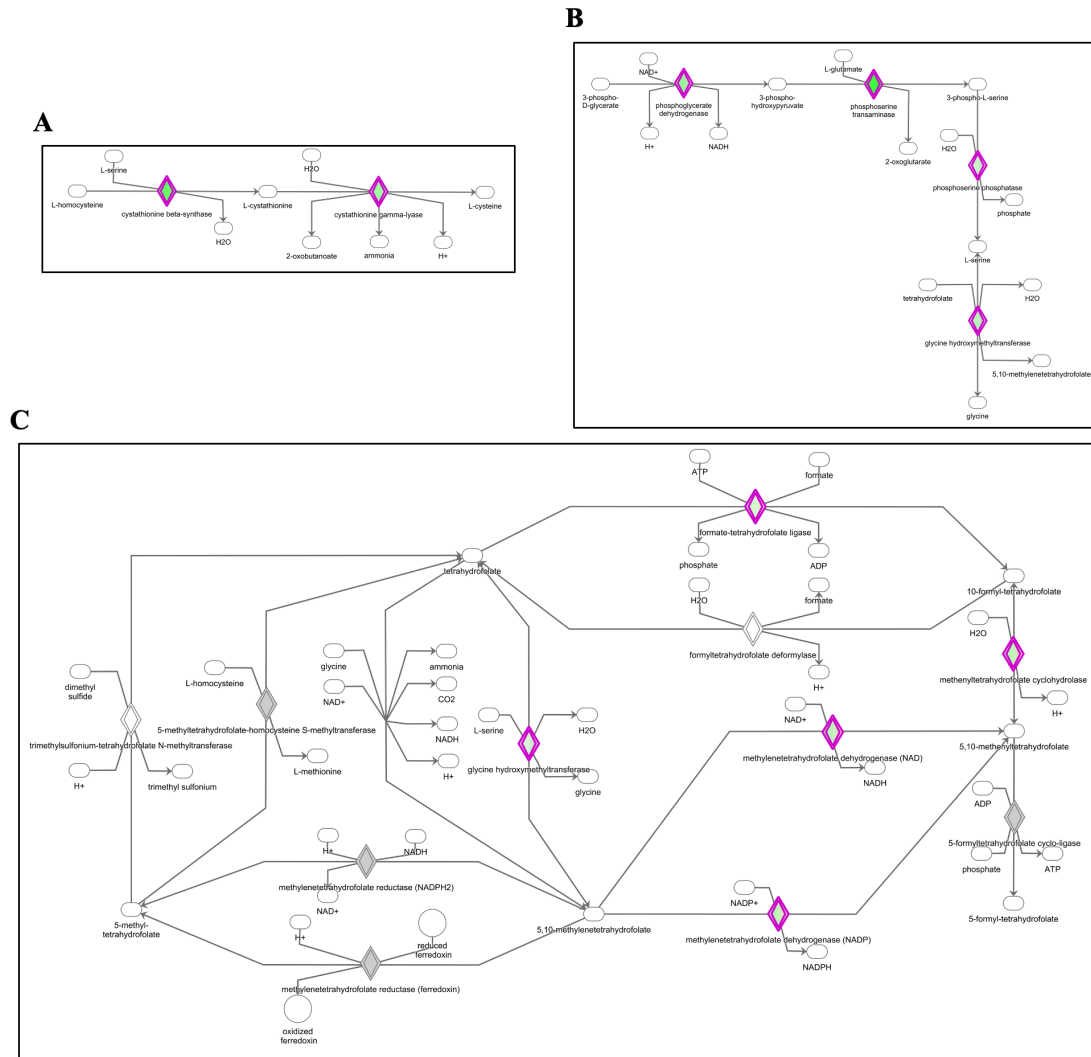 B
NAD+
L-glutamate
3-phospho-
D-glycerate
phosphoglycerate
dehydrogenase
3-phospho-
hydroxypyruvate
phosphoserine
transaminase
3-phospho-L-serine
H+
NADH
2-oxoglutarate
H2O
phosphoserine phosphatase
phosphate
L-serine
tetrahydrofolate
H2O
glycine hydroxymethyltransferase
5,10-methylenetetrahydrofolate
glycine
A
L-serine
H2O
L-homocysteine
cystathionine beta-synthase
L-cystathionine
cystathionine gamma-lyase
L-cysteine
H2O
2-oxobutanoate
ammonia
H+
C
ATP
formate
formate-tetrahydrofolate ligase
phosphate
ADP
tetrahydrofolate
10-formyl-tetrahydrofolate
H2O
formate
formyltetrahydrofolate deformylase
H+
H2O
methenyltetrahydrofolate cyclohydrolase
H+
dimethyl
sulfide
L-homocysteine
glycine
ammonia
NAD+
CO2
NADH
H+
5-methyltetrahydrofolate-homocysteine S-methyltransferase
trimethylsulfonium-tetrahydrofolate N-methyltransferase
H+
trimethyl sulfonium
L-methionine
L-serine
H2O
glycine hydroxymethyltransferase
glycine
NAD+
methylenetetrahydrofolate dehydrogenase (NAD)
NADH
5,10-methenyltetrahydrofolate
ADP
5-formyltetrahydrofolate cyclo-ligase
phosphate
ATP
5-formyl-tetrahydrofolate
H+
NADH
methylenetetrahydrofolate reductase (NADPH2)
NAD+
5-methyl-
tetrahydrofolate
5,10-methylenetetrahydrofolate
NADP+
methylenetetrahydrofolate dehydrogenase (NADP)
NADPH
H+
reduced
ferredoxin
methylenetetrahydrofolate reductase (ferredoxin)
oxidized
ferredoxin